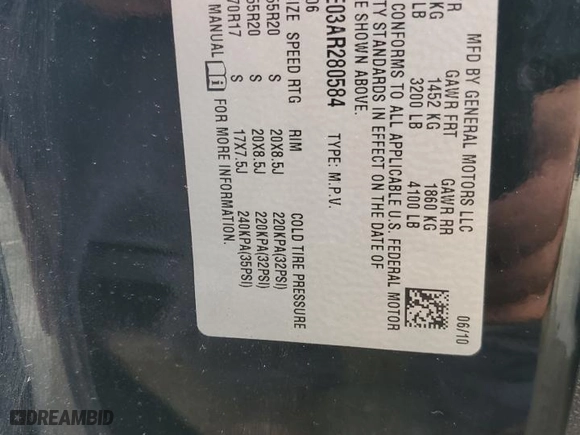 MFD BY GENERAL MOTORS LLC
06/10
GAWR FRT GAWR RR
KG 1452 KG 1860 KG
LB 3200 LB 4100 LB
CONFORMS TO ALL APPLICABLE U.S. FEDERAL MOTOR
TY STANDARDS IN EFFECT ON THE DATE OF
E SHOWN ABOVE.
E03AR280584 TYPE: M.P.V.
06
IZE SPEED RTG RIM COLD TIRE PRESSURE
55R20 S 20X8.5J 220KPA(32PSI)
55R20 S 20X8.5J 220KPA(32PSI)
70R17 S 17X7.5J 240KPA(35PSI)
MANUAL FOR MORE INFORMATION.
DREAMBID